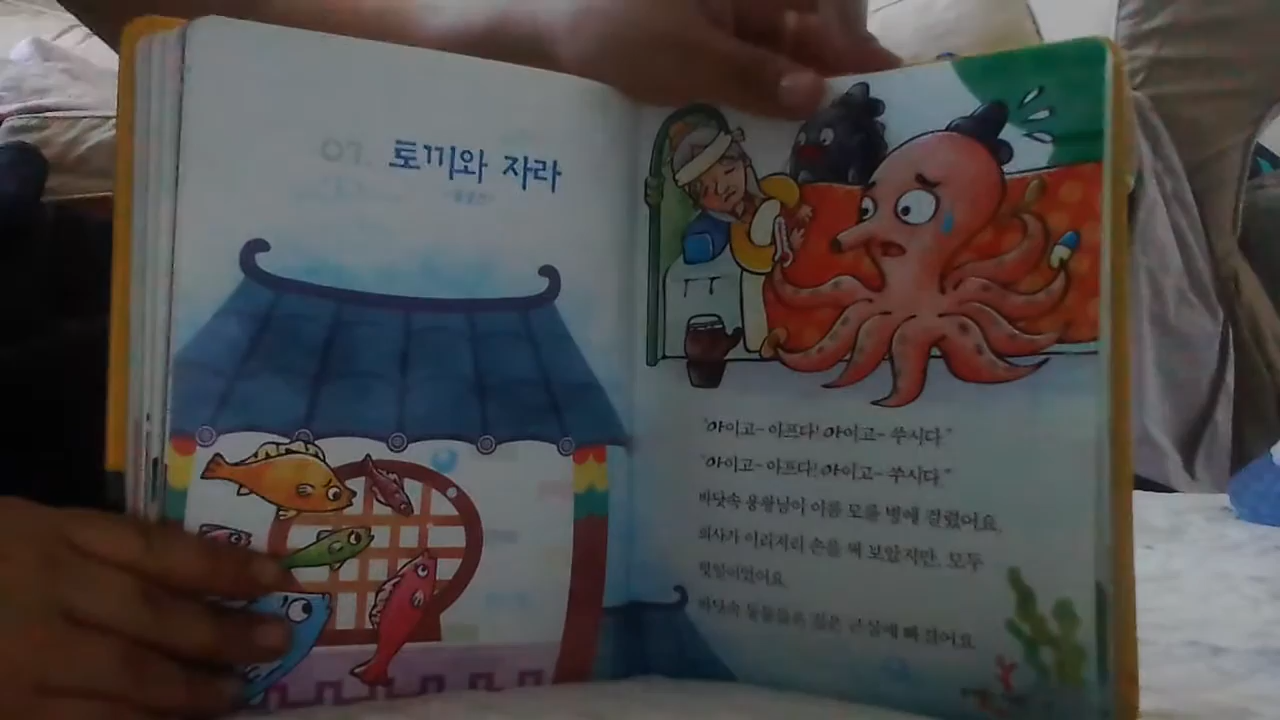 토끼와 자라
"아이고~ 아프다! 아이고~ 쑤시다."
"아이고~ 아프다! 아이고~ 쑤시다."
바닷속 용왕님이 이름 모를 병에 걸렸어요.
의사가 이리저리 손을 써 보았지만, 모두
헛일이었어요.
바닷속 동물들은 깊은 근심에 빠졌어요.